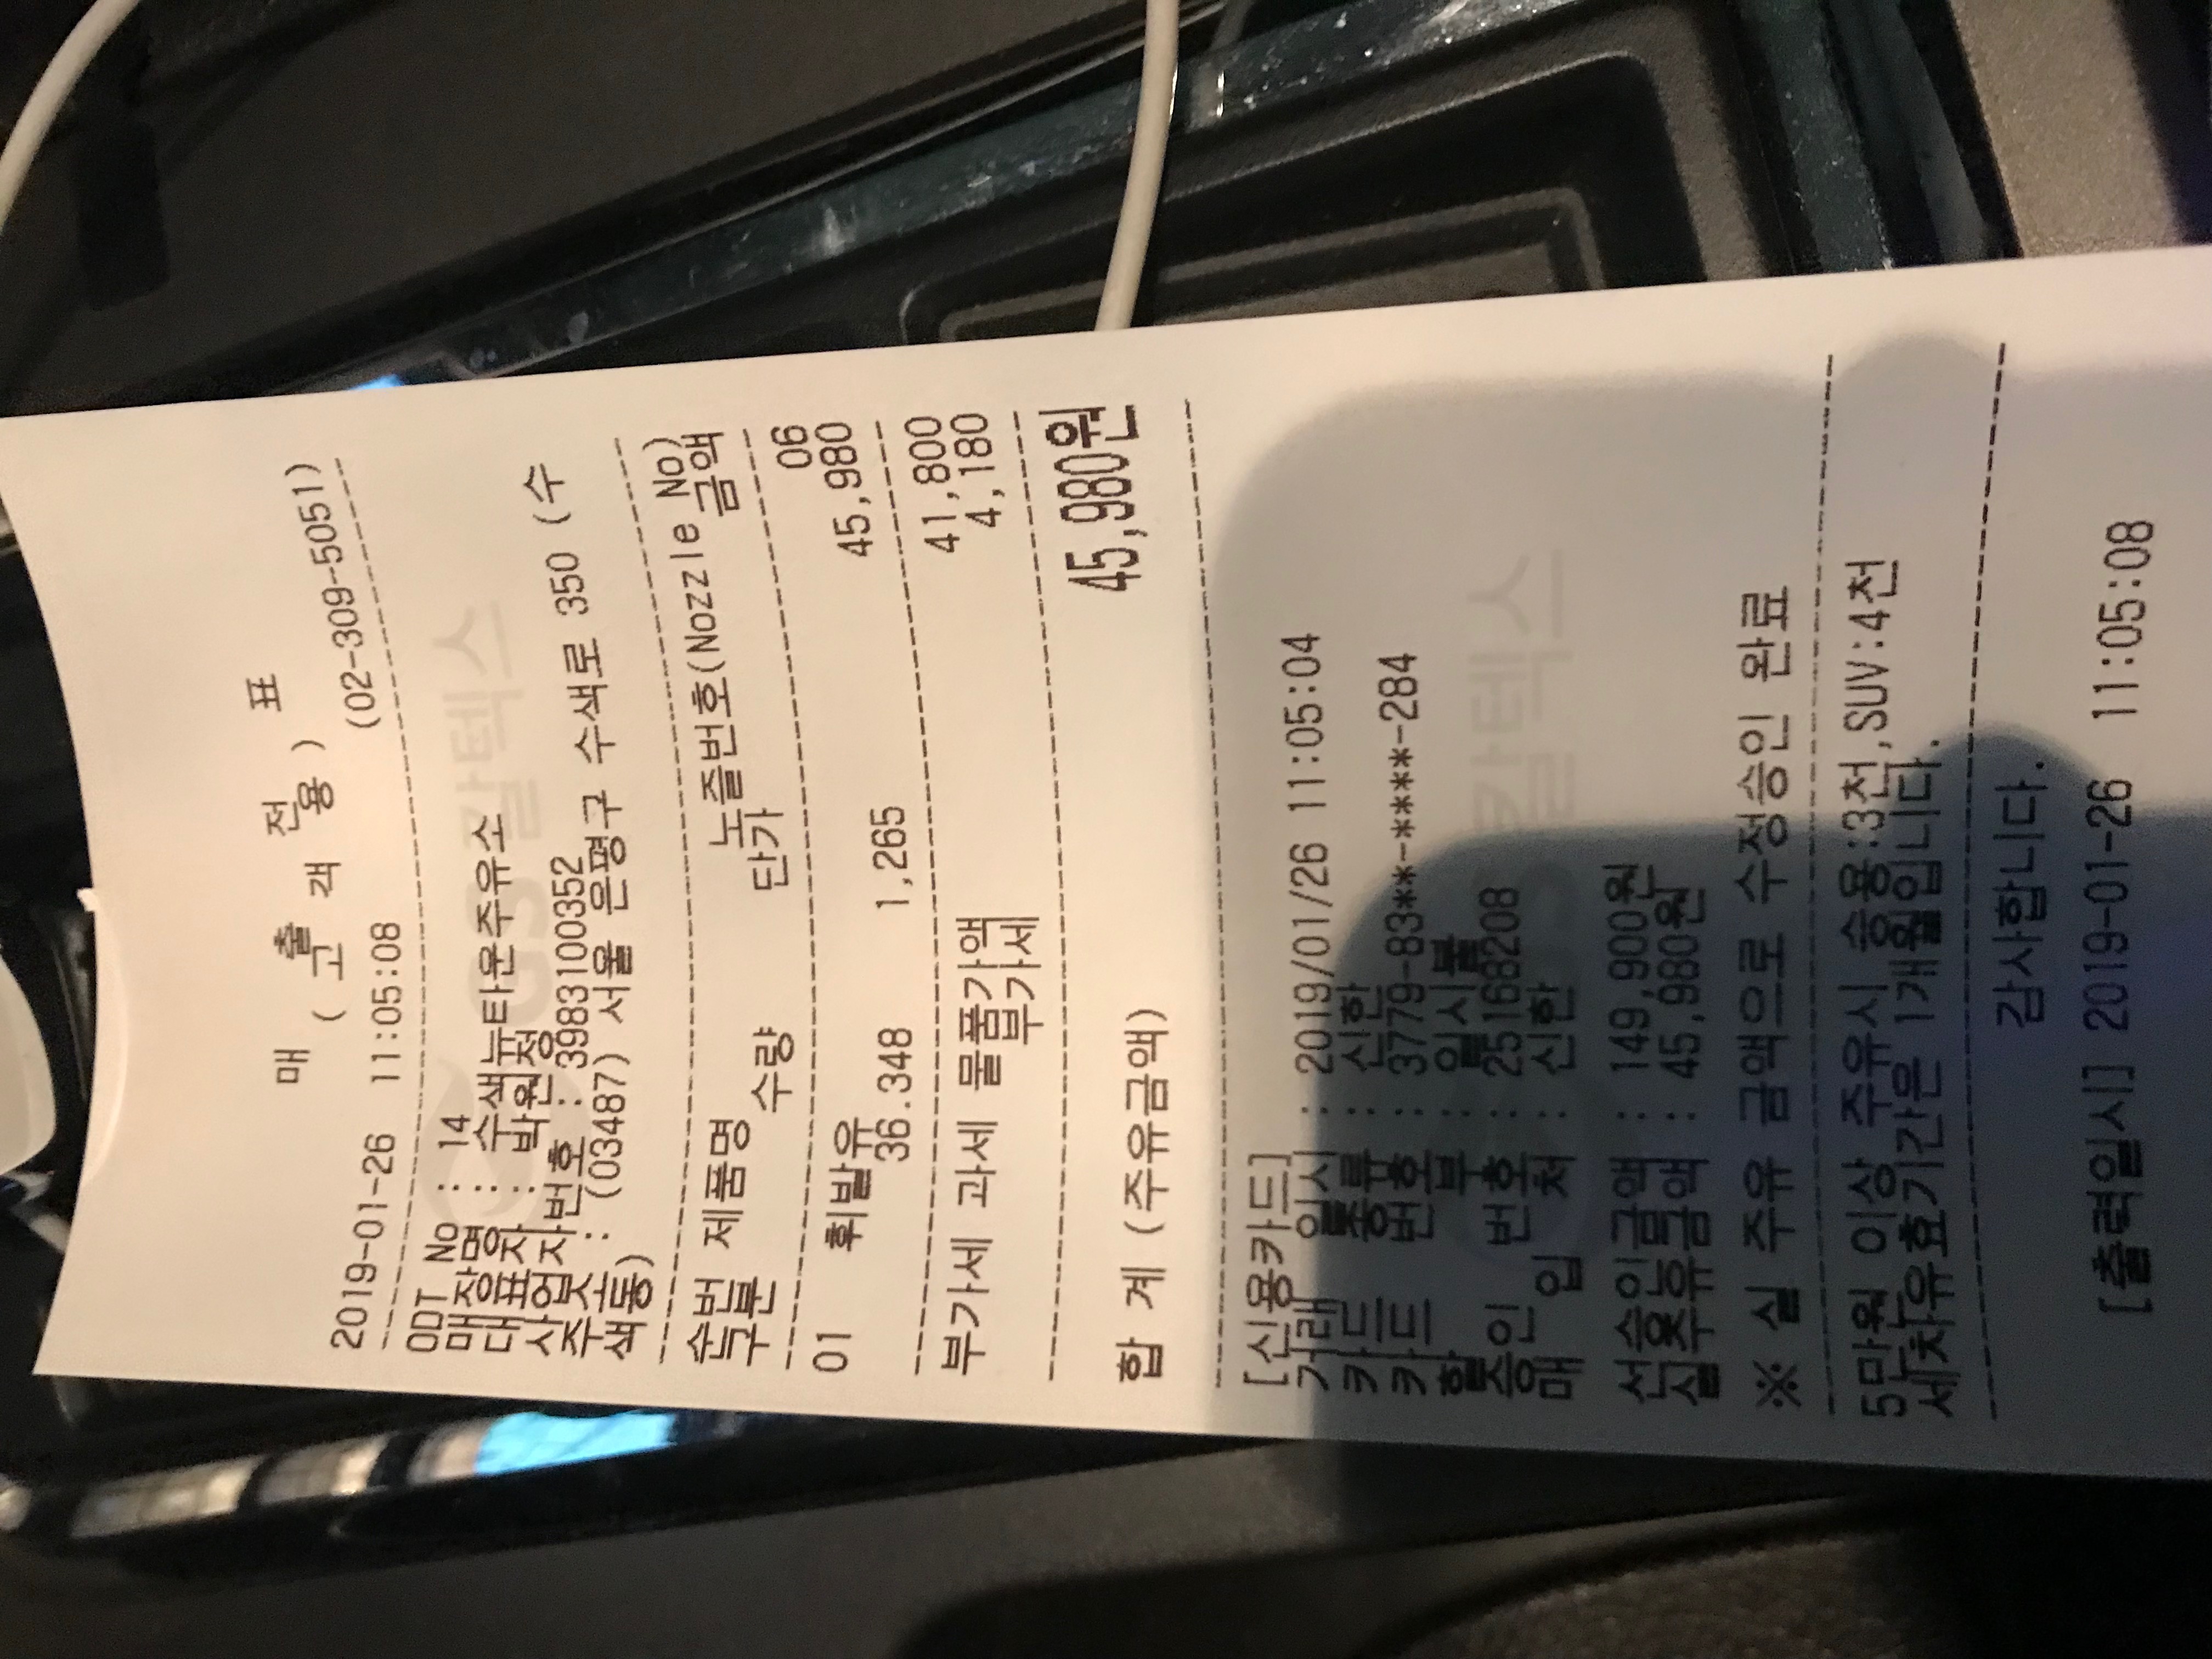 매 출 전 표
( 고 객 용 )
2019-01-26 11:05:08 (02-309-5051)
ODT No : 14
매장명 : 수색뉴타운주유소
대표자 : 박원정
사업자번호 : 3983100352
주소 : (03487) 서울 은평구 수색로 350 (수
색동)
순번 제품명 노즐번호(Nozzle No)
구분 수량 단가 금액
01 휘발유 06
36.348 1,265 45,980
부가세 과세 물품가액 41,800
부가세 4,180
합 계 (주유금액) 45,980원
[신용카드]
거래 일시 : 2019/01/26 11:05:04
카드 종류 : 신한
카드 번호 : 3779-83**-****-284
할 부 : 일시불
승인 번호 : 25168208
매 입 처 : 신한
선승인금액 : 149,900원
실주유금액 : 45,980원
※ 실 주유 금액으로 수정승인 완료
5만원 이상 주유시 승용:3천,SUV:4천
세차유효기간은 1개월입니다.
감사합니다.
[출력일시] 2019-01-26 11:05:08
GS칼텍스
GS칼텍스